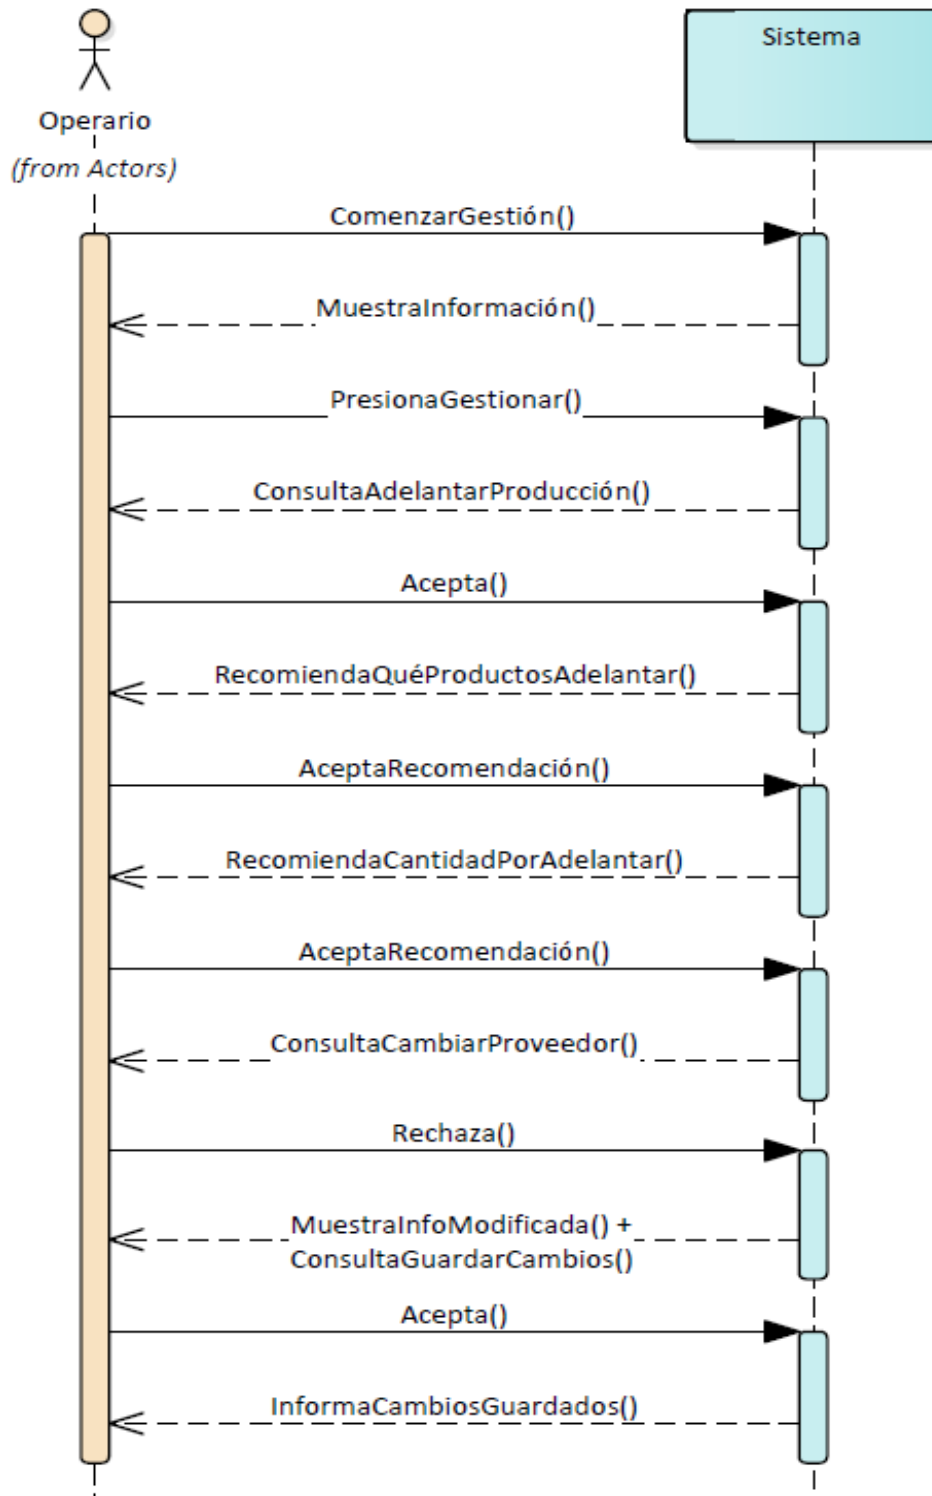 Sistema
Operario
(from Actors)
ComenzarGestión()
MuestraInformación()
PresionaGestionar()
ConsultaAdelantarProducción()
Acepta()
RecomiendaQuéProductosAdelantar()
AceptaRecomendación()
RecomiendaCantidadPorAdelantar()
AceptaRecomendación()
ConsultaCambiarProveedor()
Rechaza()
MuestraInfoModificada() +
ConsultaGuardarCambios()
Acepta()
InformaCambiosGuardados()